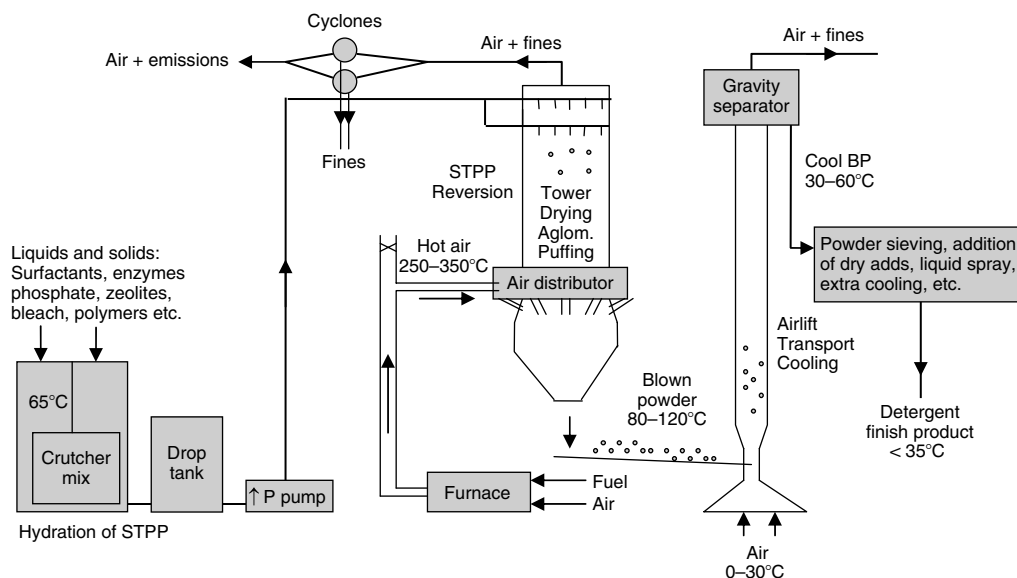 Cyclones
Air + emissions
Air + fines
Fines
Air + fines
Gravity
separator
STPP
Reversion
Tower
Drying
Aglom.
Puffing
Cool BP
30–60°C
Hot air
250–350°C
Air distributor
Powder sieving, addition
of dry adds, liquid spray,
extra cooling, etc.
Liquids and solids:
Surfactants, enzymes
phosphate, zeolites,
bleach, polymers etc.
65°C
Crutcher
mix
Hydration of STPP
Drop
tank
↑ P pump
Furnace
Fuel
Air
Blown
powder
80–120°C
Airlift
Transport
Cooling
Air
0–30°C
Detergent
finish product
< 35°C